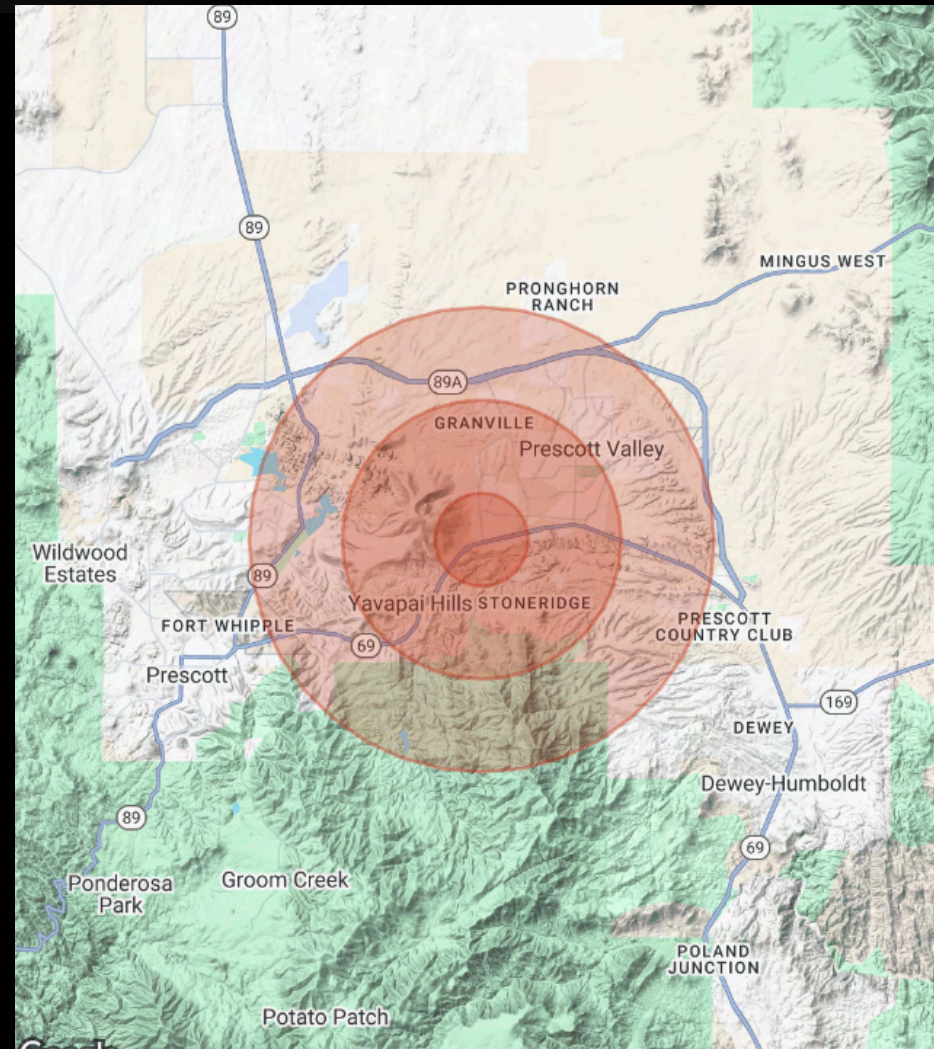 89
89
MINGUS WEST
PRONGHORN
RANCH
89A
GRANVILLE
Prescott Valley
Wildwood
Estates
89
Yavapai Hills
STONERIDGE
FORT WHIPPLE
PRESCOTT
COUNTRY CLUB
69
Prescott
169
DEWEY
Dewey-Humboldt
89
69
Ponderosa
Park
Groom Creek
POLAND
JUNCTION
Potato Patch
Google